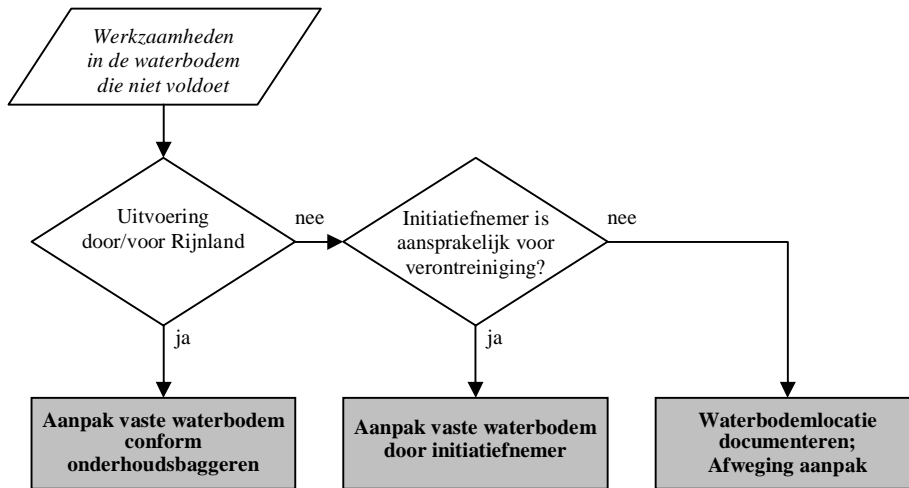 Werkzaamheden
in de waterbodem
die niet voldoet
Uitvoering
door/voor Rijnland
nee
Initiatiefnemer is
aansprakelijk voor
verontreiniging?
nee
ja
ja
Aanpak vaste waterbodem
conform
onderhoudsbaggeren
Aanpak vaste waterbodem
door initiatiefnemer
Waterbodemlocatie
documenteren;
Afweging aanpak